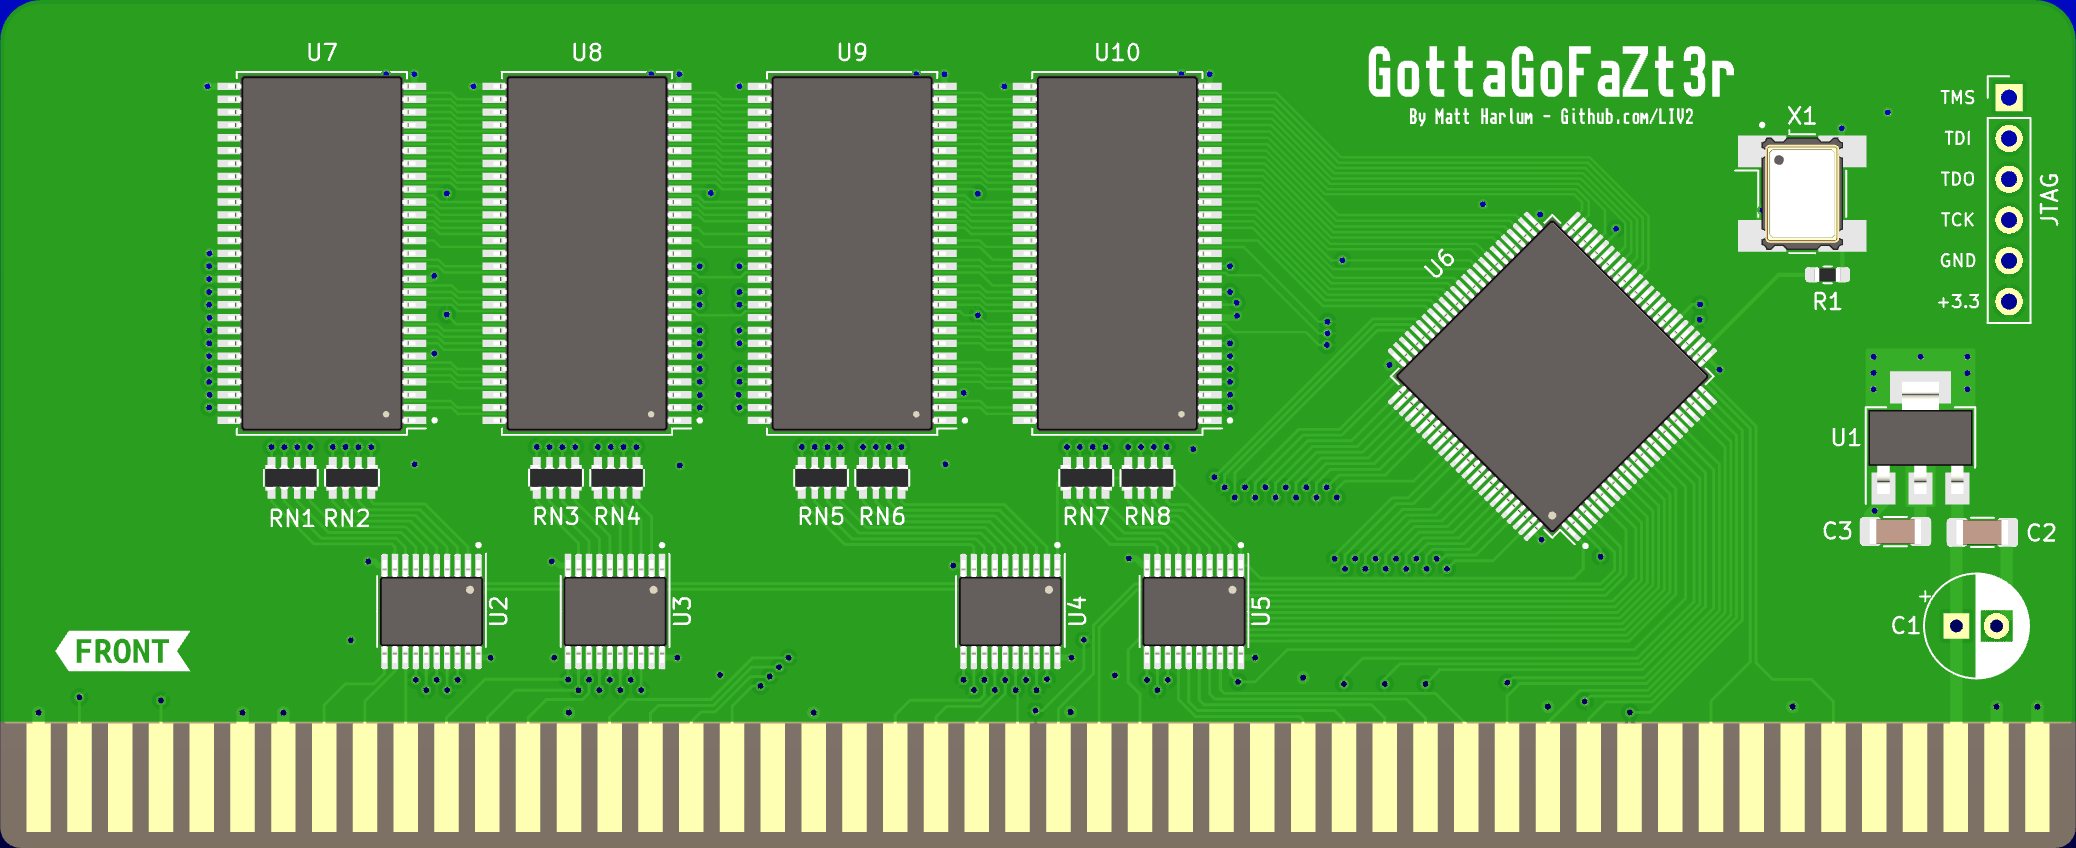 U7 U8 U9 U10
GottaGoFaZt3r
By Matt Harlum - Github.com/LIV2
X1
TMS
TDI
TDO
TCK
GND
+3.3
JTAG
U6
R1
U1
RN1 RN2 RN3 RN4 RN5 RN6 RN7 RN8
C3 C2
U2 U3 U4 U5
+
C1
FRONT